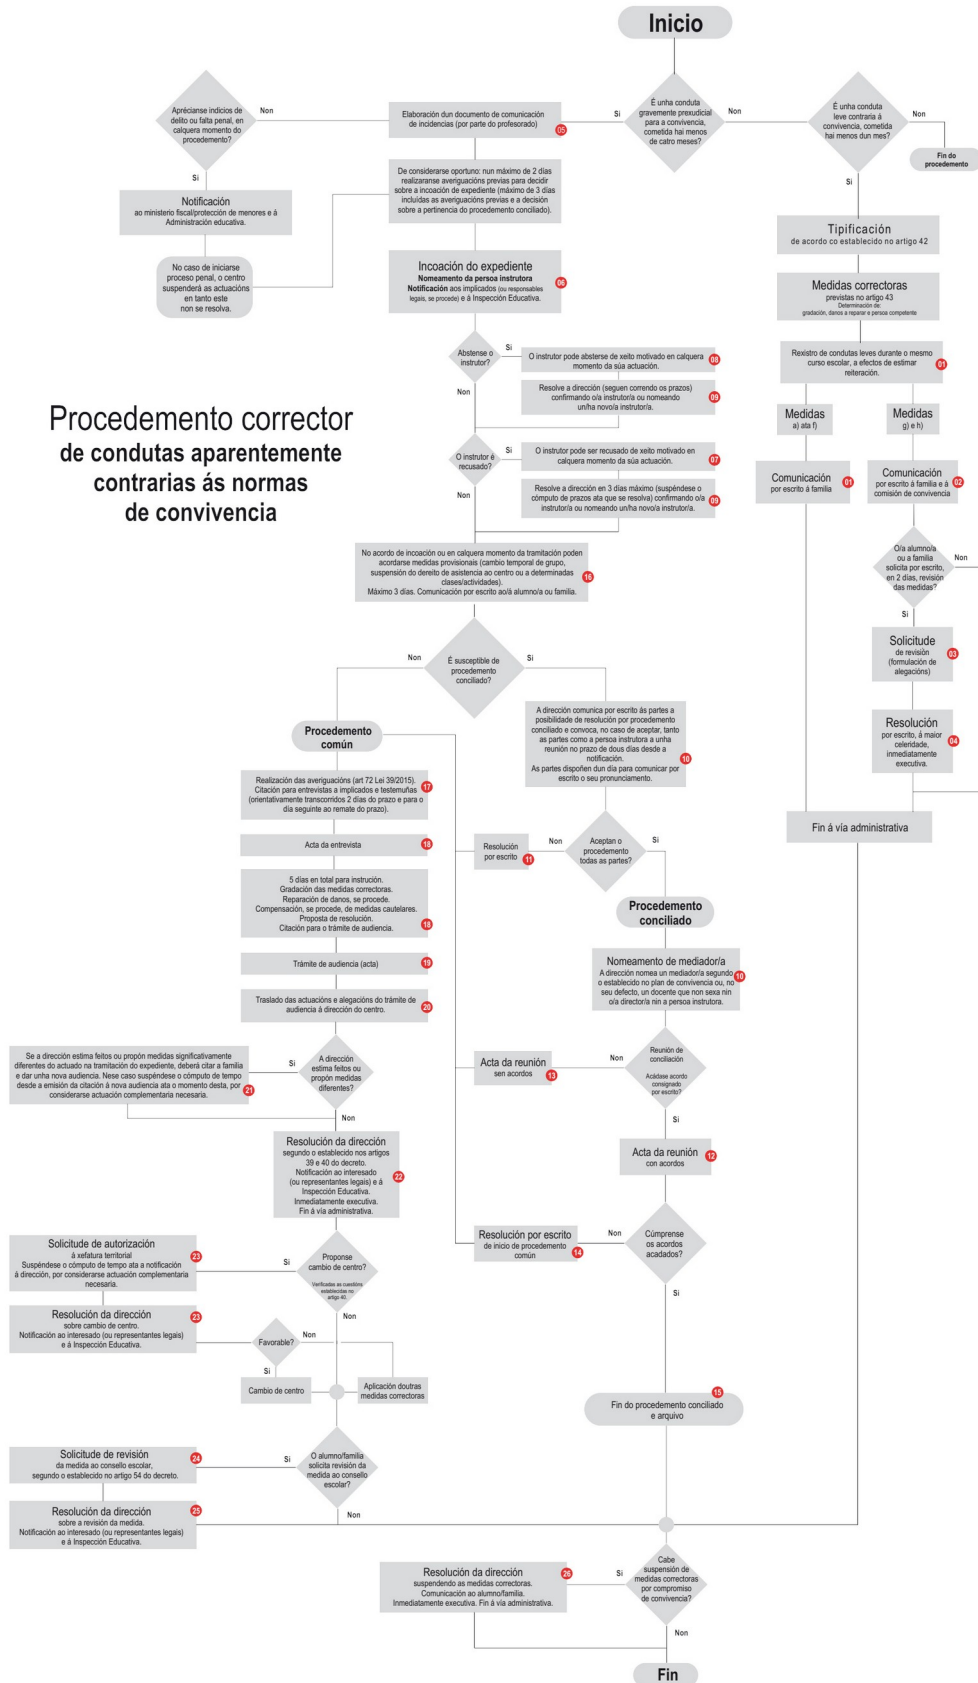 Inicio
Aprécianse indicios de
delito ou falta penal, en
calquera momento do
procedemento?
Non
Elaboración dun documento de comunicación
de incidencias (por parte do profesorado)
05
Si
É unha conduta
gravemente prexudicial
para a convivencia,
cometida hai menos
de catro meses?
Non
É unha conduta
leve contraria á
convivencia, cometida
hai menos dun mes?
Non
Fin do
procedemento
Si
Notificación
ao ministerio fiscal/protección de menores e á
Administración educativa.
No caso de iniciarse
proceso penal, o centro
suspenderá as actuacións
en tanto este
non se resolva.
De considerarse oportuno: nun máximo de 2 días
realizaranse averiguacións previas para decidir
sobre a incoación de expediente (máximo de 3 días
incluídas as averiguacións previas e a decisión
sobre a pertinencia do procedemento conciliado).
Si
Tipificación
de acordo co establecido no artigo 42
Medidas correctoras
previstas no artigo 43
Determinación de:
gradación, danos a reparar e persoa competente
Rexistro de condutas leves durante o mesmo
curso escolar, a efectos de estimar
reiteración.
01
Medidas
a) ata f)
Medidas
g) e h)
Comunicación
por escrito á familia
01
Comunicación
por escrito á familia e á
comisión de convivencia
02
O/a alumno/a
ou a familia
solicita por escrito,
en 2 días, revisión
das medidas?
Non
Si
Solicitude
de revisión
(formulación de
alegacións)
03
Resolución
por escrito, á maior
celeridade,
inmediatamente
executiva.
04
Fin á vía administrativa
Incoación do expediente
Nomeamento da persoa instrutora
Notificación aos implicados (ou responsables
legais, se procede) e á Inspección Educativa.
06
Abstense o
instrutor?
Si
O instrutor pode absterse de xeito motivado en calquera
momento da súa actuación.
08
Resolve a dirección (seguen correndo os prazos)
confirmando o/a instrutor/a ou nomeando
un/ha novo/a instrutor/a.
09
Non
Procedemento corrector
de condutas aparentemente
contrarias ás normas
de convivencia
O instrutor é
recusado?
Si
O instrutor pode ser recusado de xeito motivado en
calquera momento da súa actuación.
07
Resolve a dirección en 3 días máximo (suspéndese o
cómputo de prazos ata que se resolva) confirmando o/a
instrutor/a ou nomeando un/ha novo/a instrutor/a.
09
Non
No acordo de incoación ou en calquera momento da tramitación poden
acordarse medidas provisionais (cambio temporal de grupo,
suspensión do dereito de asistencia ao centro ou a determinadas
clases/actividades).
Máximo 3 días. Comunicación por escrito ao/á alumno/a ou familia.
16
É susceptible de
procedemento
conciliado?
Non
Si
Procedemento
común
A dirección comunica por escrito ás partes a
posibilidade de resolución por procedemento
conciliado e convoca, no caso de aceptar, tanto
as partes como a persoa instrutora a unha
reunión no prazo de dous días desde a
notificación.
As partes dispoñen dun día para comunicar por
escrito o seu pronunciamento.
10
Realización das averiguacións (art 72 Lei 39/2015).
Citación para entrevistas a implicados e testemuñas
(orientativamente transcorridos 2 días do prazo e para o
día seguinte ao remate do prazo).
17
Acta da entrevista
18
5 días en total para instrución.
Gradación das medidas correctoras.
Reparación de danos, se procede.
Compensación, se procede, de medidas cautelares.
Proposta de resolución.
Citación para o trámite de audiencia.
18
Trámite de audiencia (acta)
19
Traslado das actuacións e alegacións do trámite de
audiencia á dirección do centro.
20
Resolución
por escrito
11
Non
Aceptan o
procedemento
todas as partes?
Si
Procedemento
conciliado
Nomeamento de mediador/a
A dirección nomea un mediador/a segundo
o establecido no plan de convivencia ou, no
seu defecto, un docente que non sexa nin
o/a director/a nin a persoa instrutora.
10
Acta da reunión
sen acordos
13
Non
Reunión de
conciliación
Acádase acordo
consignado
por escrito?
Si
Acta da reunión
con acordos
12
Se a dirección estima feitos ou propón medidas significativamente
diferentes do actuado na tramitación do expediente, deberá citar a familia
e dar unha nova audiencia. Nese caso suspéndese o cómputo de tempo
desde a emisión da citación á nova audiencia ata o momento desta, por
considerarse actuación complementaria necesaria.
21
Si
A dirección
estima feitos ou
propón medidas
diferentes?
Non
Resolución da dirección
segundo o establecido nos artigos
39 e 40 do decreto.
Notificación ao interesado
(ou representantes legais) e á
Inspección Educativa.
Inmediatamente executiva.
Fin á vía administrativa.
22
Resolución por escrito
de inicio de procedemento
común
14
Non
Cúmprense
os acordos
acadados?
Si
Solicitude de autorización
á xefatura territorial
Suspéndese o cómputo de tempo ata a notificación
á dirección, por considerarse actuación complementaria
necesaria.
23
Si
Proponse
cambio de centro?
Verificadas as cuestións
establecidas no
artigo 40.
Non
Resolución da dirección
sobre cambio de centro.
Notificación ao interesado (ou representantes legais)
e á Inspección Educativa.
23
Favorable?
Non
Si
Cambio de centro
Aplicación doutras
medidas correctoras
15
Fin do procedemento conciliado
e arquivo
Solicitude de revisión
da medida ao consello escolar,
segundo o establecido no artigo 54 do decreto.
24
Si
O alumno/familia
solicita revisión da
medida ao consello
escolar?
Non
Resolución da dirección
sobre a revisión da medida.
Notificación ao interesado (ou representantes legais)
e á Inspección Educativa.
25
Resolución da dirección
suspendendo as medidas correctoras.
Comunicación ao alumno/familia.
Inmediatamente executiva. Fin á vía administrativa.
26
Si
Cabe
suspensión de
medidas correctoras
por compromiso
de convivencia?
Non
Fin